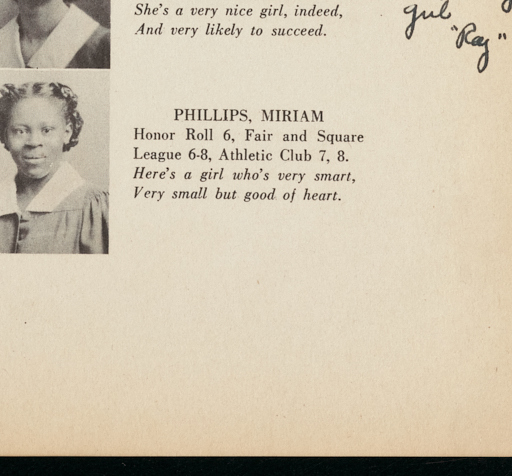 She's a very nice girl, indeed,
And very likely to succeed.
girl
"Ray"
PHILLIPS, MIRIAM
Honor Roll 6, Fair and Square
League 6-8, Athletic Club 7, 8.
Here's a girl who's very smart,
Very small but good of heart.